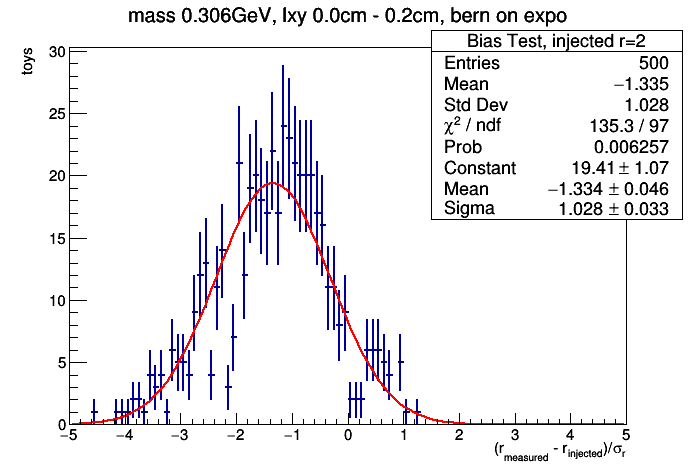 mass 0.306GeV, lxy 0.0cm - 0.2cm, bern on expo
Bias Test, injected r=2
Entries 500
Mean −1.335
Std Dev 1.028
χ² / ndf 135.3 / 97
Prob 0.006257
Constant 19.41 ± 1.07
Mean −1.334 ± 0.046
Sigma 1.028 ± 0.033
toys
30
25
20
15
10
5
0
−5 −4 −3 −2 −1 0 1 2 3 4 5
(r_measured - r_injected)/σ_r